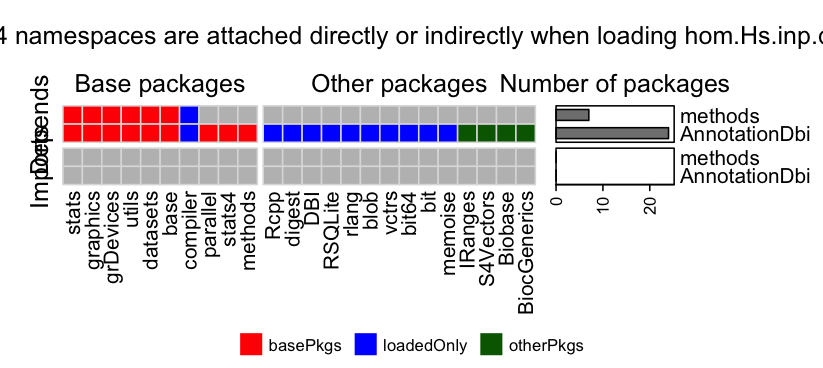 4 namespaces are attached directly or indirectly when loading hom.Hs.inp.
Base packages
Other packages
Number of packages
Depends
Imports
methods
AnnotationDbi
methods
AnnotationDbi
stats
graphics
grDevices
utils
datasets
base
compiler
parallel
stats4
methods
Rcpp
digest
DBI
RSQLite
rlang
blob
vctrs
bit64
bit
memoise
IRanges
S4Vectors
Biobase
BiocGenerics
0
10
20
basePkgs
loadedOnly
otherPkgs